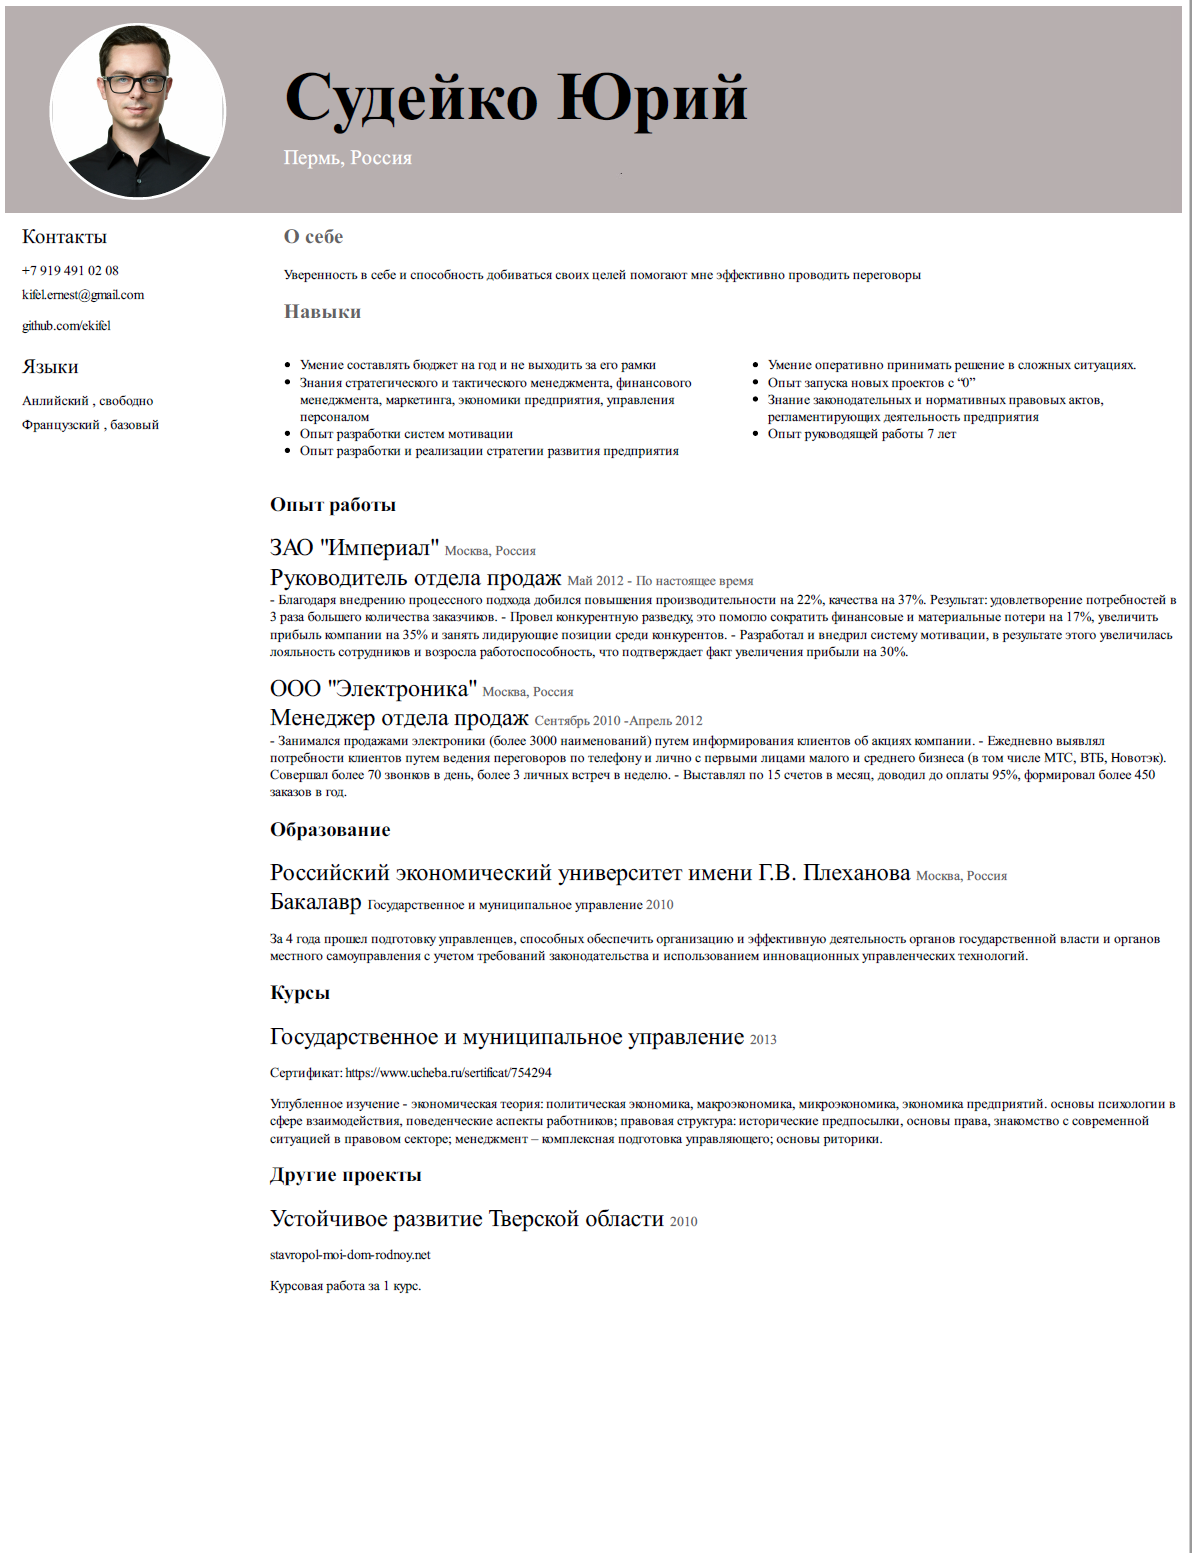 Судейко Юрий
Пермь, Россия
Контакты
+7 919 491 02 08
kifel.ernest@gmail.com
github.com/ekifel
Языки
Анлийский , свободно
Французский , базовый
О себе
Уверенность в себе и способность добиваться своих целей помогают мне эффективно проводить переговоры
Навыки
Умение составлять бюджет на год и не выходить за его рамки
Знания стратегического и тактического менеджмента, финансового
менеджмента, маркетинга, экономики предприятия, управления
персоналом
Опыт разработки систем мотивации
Опыт разработки и реализации стратегии развития предприятия
Умение оперативно принимать решение в сложных ситуациях.
Опыт запуска новых проектов с “0”
Знание законодательных и нормативных правовых актов,
регламентирующих деятельность предприятия
Опыт руководящей работы 7 лет
Опыт работы
ЗАО "Империал" Москва, Россия
Руководитель отдела продаж Май 2012 - По настоящее время
- Благодаря внедрению процессного подхода добился повышения производительности на 22%, качества на 37%. Результат: удовлетворение потребностей в
3 раза большего количества заказчиков. - Провел конкурентную разведку, это помогло сократить финансовые и материальные потери на 17%, увеличить
прибыль компании на 35% и занять лидирующие позиции среди конкурентов. - Разработал и внедрил систему мотивации, в результате этого увеличилась
лояльность сотрудников и возросла работоспособность, что подтверждает факт увеличения прибыли на 30%.
ООО "Электроника" Москва, Россия
Менеджер отдела продаж Сентябрь 2010 -Апрель 2012
- Занимался продажами электроники (более 3000 наименований) путем информирования клиентов об акциях компании. - Ежедневно выявлял
потребности клиентов путем ведения переговоров по телефону и лично с первыми лицами малого и среднего бизнеса (в том числе МТС, ВТБ, Новотэк).
Совершал более 70 звонков в день, более 3 личных встреч в неделю. - Выставлял по 15 счетов в месяц, доводил до оплаты 95%, формировал более 450
заказов в год.
Образование
Российский экономический университет имени Г.В. Плеханова Москва, Россия
Бакалавр Государственное и муниципальное управление 2010
За 4 года прошел подготовку управленцев, способных обеспечить организацию и эффективную деятельность органов государственной власти и органов
местного самоуправления с учетом требований законодательства и использованием инновационных управленческих технологий.
Курсы
Государственное и муниципальное управление 2013
Сертификат: https://www.ucheba.ru/sertificat/754294
Углубленное изучение - экономическая теория: политическая экономика, макроэкономика, микроэкономика, экономика предприятий. основы психологии в
сфере взаимодействия, поведенческие аспекты работников; правовая структура: исторические предпосылки, основы права, знакомство с современной
ситуацией в правовом секторе; менеджмент – комплексная подготовка управляющего; основы риторики.
Другие проекты
Устойчивое развитие Тверской области 2010
stavropol-moi-dom-rodnoy.net
Курсовая работа за 1 курс.